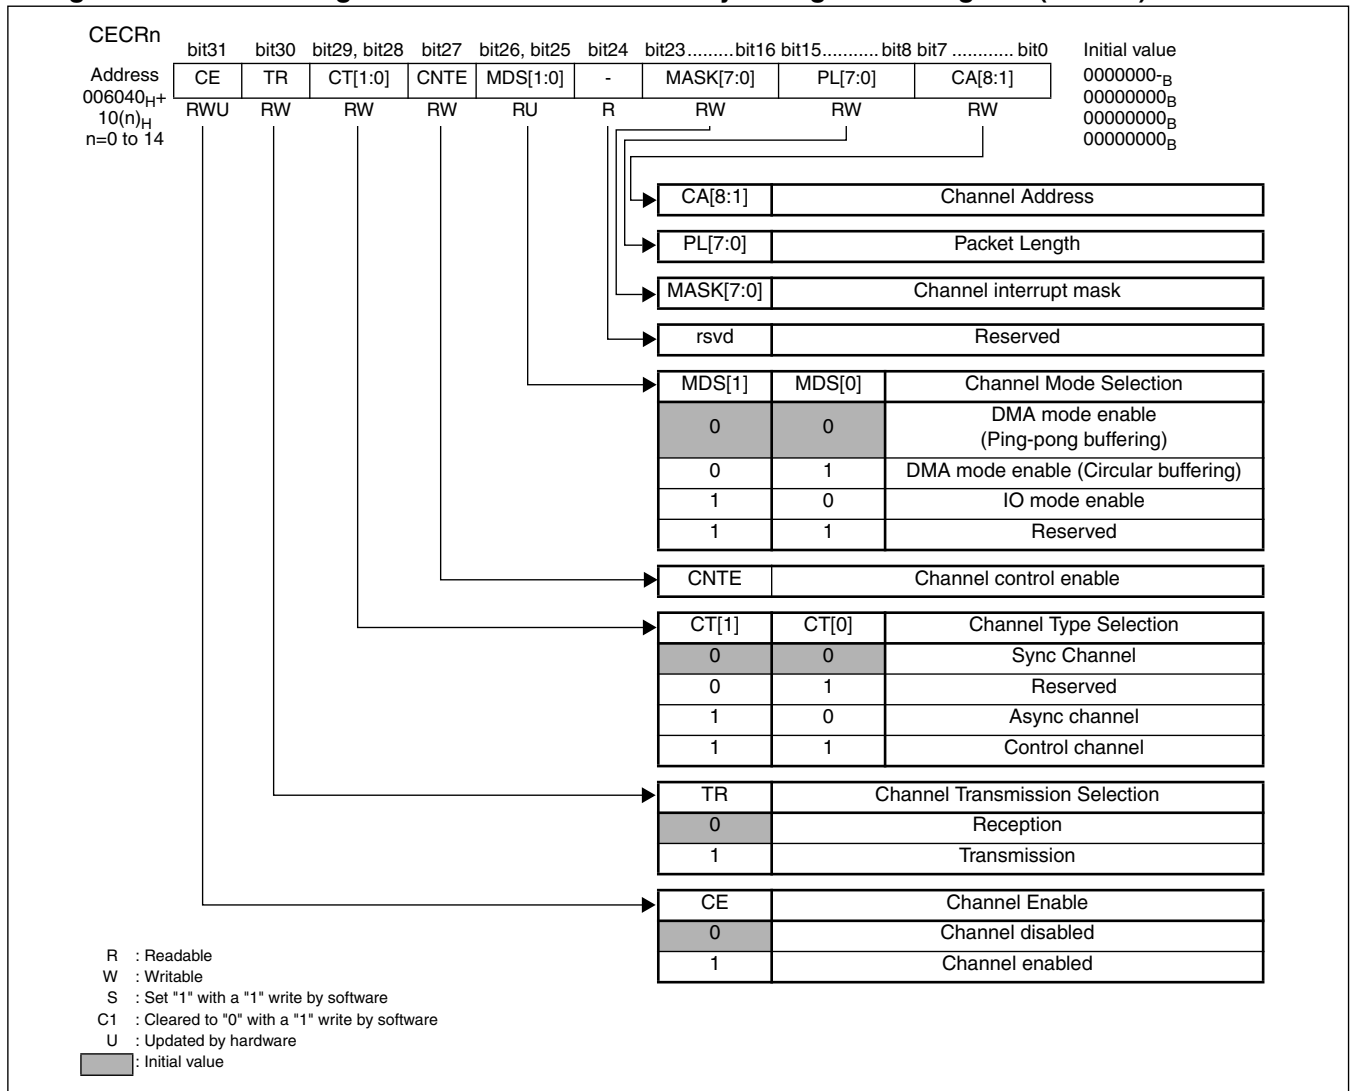 CECRn
bit31 bit30 bit29, bit28 bit27 bit26, bit25 bit24 bit23.........bit16 bit15........... bit8 bit7 ............ bit0 Initial value
Address CE TR CT[1:0] CNTE MDS[1:0] - MASK[7:0] PL[7:0] CA[8:1] 0000000-B
006040H+ 00000000B
10(n)H RWU RW RW RW RU R RW RW RW 00000000B
n=0 to 14 00000000B
CA[8:1] Channel Address
PL[7:0] Packet Length
MASK[7:0] Channel interrupt mask
rsvd Reserved
MDS[1] MDS[0] Channel Mode Selection
0 0 DMA mode enable
(Ping-pong buffering)
0 1 DMA mode enable (Circular buffering)
1 0 IO mode enable
1 1 Reserved
CNTE Channel control enable
CT[1] CT[0] Channel Type Selection
0 0 Sync Channel
0 1 Reserved
1 0 Async channel
1 1 Control channel
TR Channel Transmission Selection
0 Reception
1 Transmission
CE Channel Enable
0 Channel disabled
1 Channel enabled
R : Readable
W : Writable
S : Set "1" with a "1" write by software
C1 : Cleared to "0" with a "1" write by software
U : Updated by hardware
: Initial value